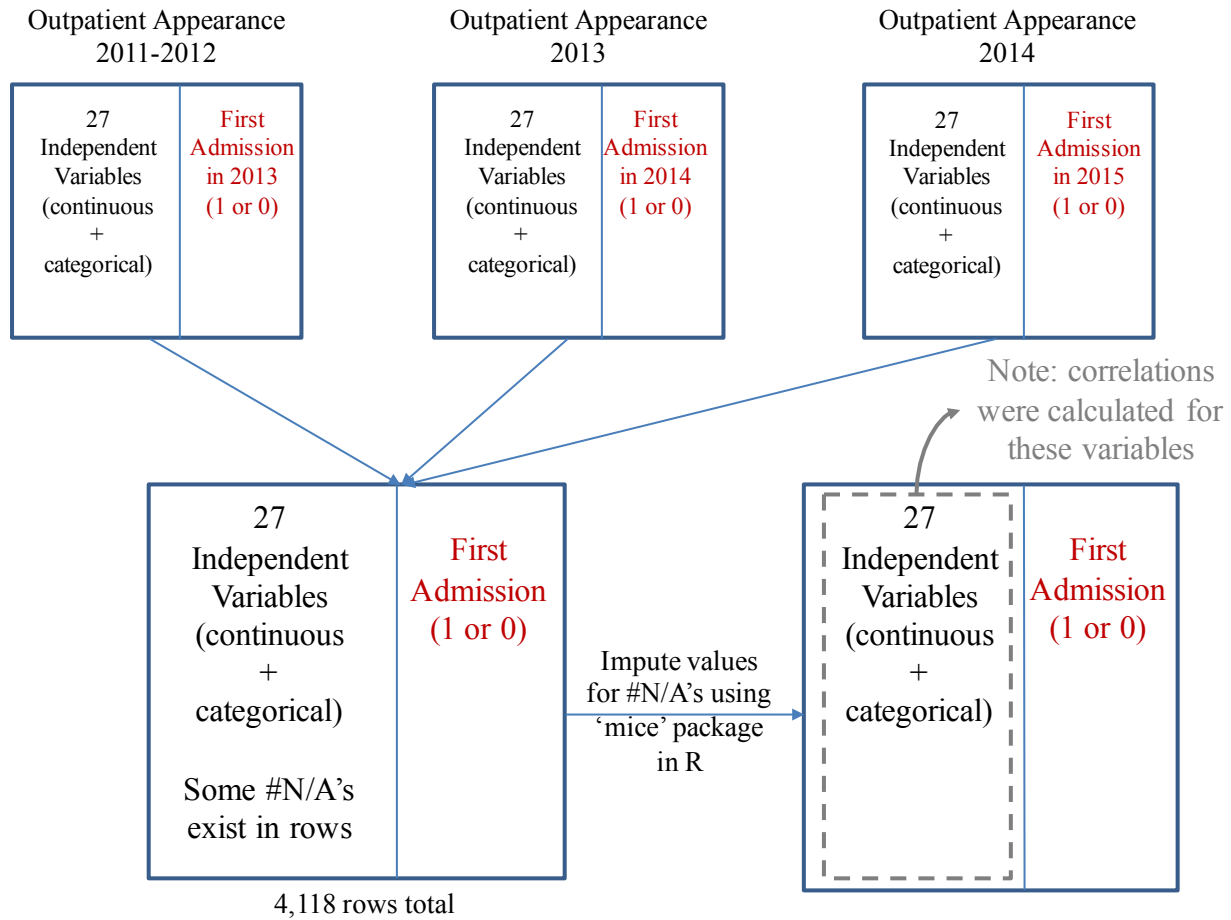 Outpatient Appearance
2011-2012
27
Independent
Variables
(continuous
+
categorical)
First
Admission
in 2013
(1 or 0)
Outpatient Appearance
2013
27
Independent
Variables
(continuous
+
categorical)
First
Admission
in 2014
(1 or 0)
Outpatient Appearance
2014
27
Independent
Variables
(continuous
+
categorical)
First
Admission
in 2015
(1 or 0)
Note: correlations
were calculated for
these variables
27
Independent
Variables
(continuous
+
categorical)
Some #N/A's
exist in rows
First
Admission
(1 or 0)
4,118 rows total
Impute values
for #N/A's using
‘mice’ package
in R
27
Independent
Variables
(continuous
+
categorical)
First
Admission
(1 or 0)